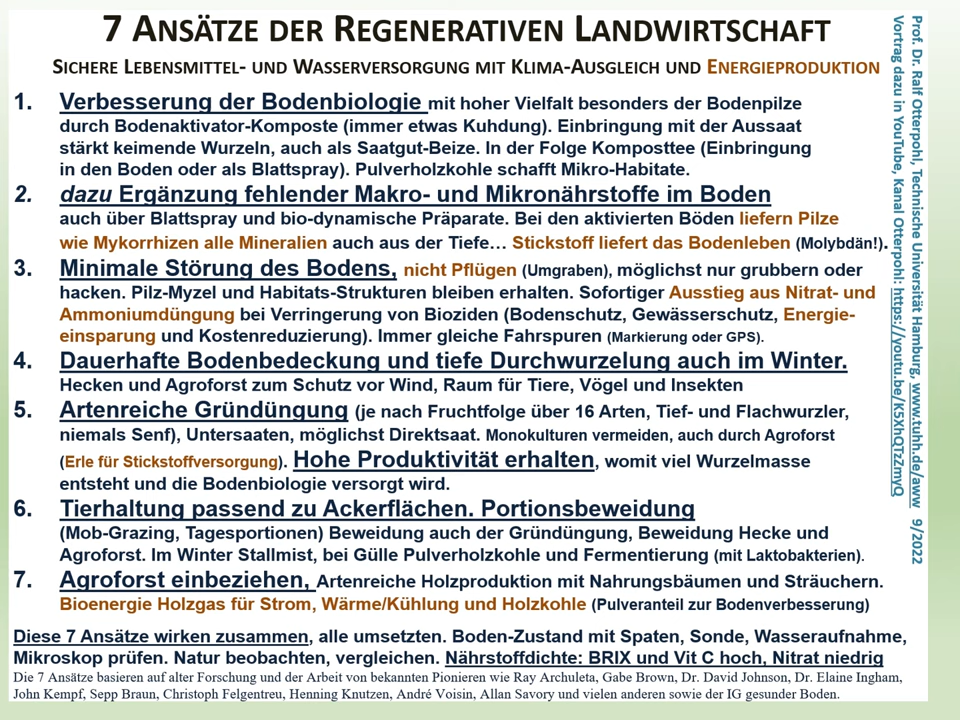 7 Ansätze der Regenerativen Landwirtschaft
Sichere Lebensmittel- und Wasserversorgung mit Klima-Ausgleich und Energieproduktion
1. Verbesserung der Bodenbiologie mit hoher Vielfalt besonders der Bodenpilze
durch Bodenaktivator-Komposte (immer etwas Kuhdung). Einbringung mit der Aussaat
stärkt keimende Wurzeln, auch als Saatgut-Beize. In der Folge Komposttee (Einbringung
in den Boden oder als Blattspray). Pulverholzkohle schafft Mikro-Habitate.
2. dazu Ergänzung fehlender Makro- und Mikronährstoffe im Boden
auch über Blattspray und bio-dynamische Präparate. Bei den aktivierten Böden liefern Pilze
wie Mykorrhizen alle Mineralien auch aus der Tiefe… Stickstoff liefert das Bodenleben (Molybdän!).
3. Minimale Störung des Bodens, nicht Pflügen (Umgraben), möglichst nur grubbern oder
hacken. Pilz-Myzel und Habitats-Strukturen bleiben erhalten. Sofortiger Ausstieg aus Nitrat- und
Ammoniumdüngung bei Verringerung von Bioziden (Bodenschutz, Gewässerschutz, Energie-
einsparung und Kostenreduzierung). Immer gleiche Fahrspuren (Markierung oder GPS).
4. Dauerhafte Bodenbedeckung und tiefe Durchwurzelung auch im Winter.
Hecken und Agroforst zum Schutz vor Wind, Raum für Tiere, Vögel und Insekten
5. Artenreiche Gründüngung (je nach Fruchtfolge über 16 Arten, Tief- und Flachwurzler,
niemals Senf), Untersaaten, möglichst Direktsaat. Monokulturen vermeiden, auch durch Agroforst
(Erle für Stickstoffversorgung). Hohe Produktivität erhalten, womit viel Wurzelmasse
entsteht und die Bodenbiologie versorgt wird.
6. Tierhaltung passend zu Ackerflächen. Portionsbeweidung
(Mob-Grazing, Tagesportionen) Beweidung auch der Gründüngung, Beweidung Hecke und
Agroforst. Im Winter Stallmist, bei Gülle Pulverholzkohle und Fermentierung (mit Laktobakterien).
7. Agroforst einbeziehen, Artenreiche Holzproduktion mit Nahrungsbäumen und Sträuchern.
Bioenergie Holzgas für Strom, Wärme/Kühlung und Holzkohle (Pulveranteil zur Bodenverbesserung)
Diese 7 Ansätze wirken zusammen, alle umsetzten. Boden-Zustand mit Spaten, Sonde, Wasseraufnahme,
Mikroskop prüfen. Natur beobachten, vergleichen. Nährstoffdichte: BRIX und Vit C hoch, Nitrat niedrig
Die 7 Ansätze basieren auf alter Forschung und der Arbeit von bekannten Pionieren wie Ray Archuleta, Gabe Brown, Dr. David Johnson, Dr. Elaine Ingham,
John Kempf, Sepp Braun, Christoph Felgentreu, Henning Knutzen, André Voisin, Allan Savory und vielen anderen sowie der IG gesunder Boden.
Prof. Dr. Ralf Otterpohl, Technische Universität Hamburg, www.tuhh.de/aww 9/2022
Vortrag dazu in YouTube, Kanal Otterpohl: https://youtu.be/K5XhQTzZmyQ